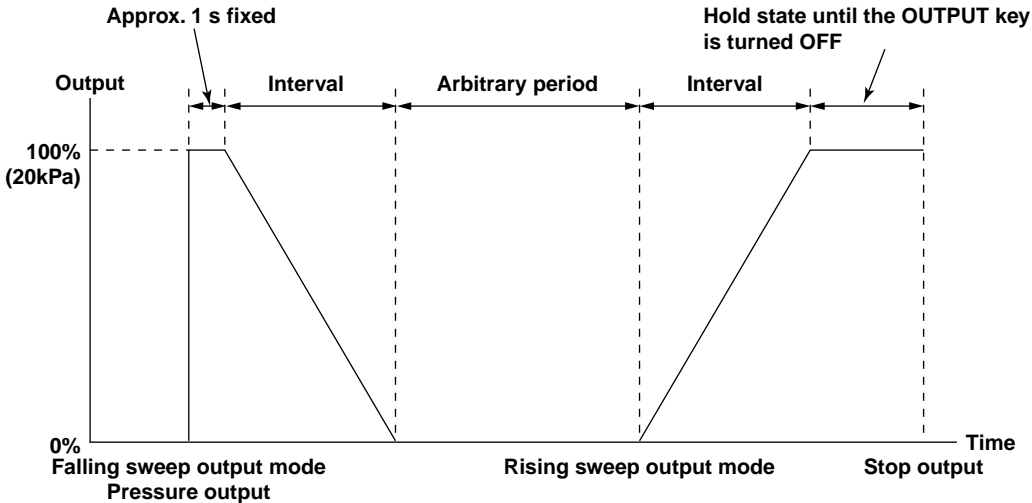 Approx. 1 s fixed
Hold state until the OUTPUT key
is turned OFF
Output
Interval
Arbitrary period
Interval
100%
(20kPa)
0%
Time
Falling sweep output mode
Pressure output
Rising sweep output mode
Stop output